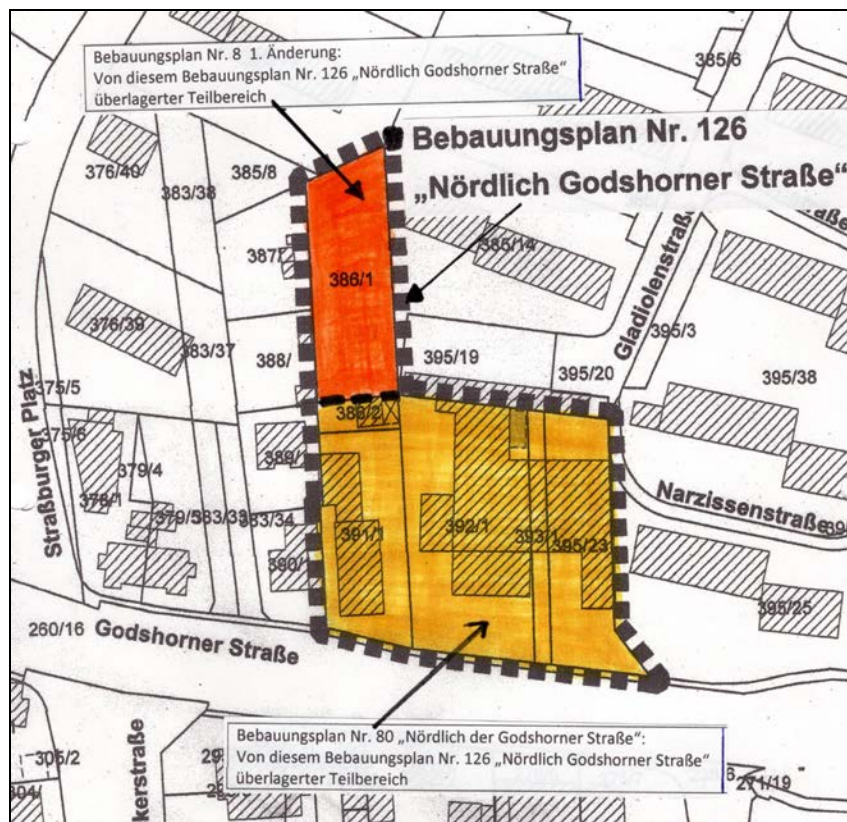 Bebauungsplan Nr. 8 1. Änderung:
Von diesem Bebauungsplan Nr. 126 „Nördlich Godshorner Straße“
überlagerter Teilbereich
385/6
Bebauungsplan Nr. 126
„Nördlich Godshorner Straße“
376/40
383/38
385/8
387/
386/1
385/14
Gladiolenstraße
376/39
383/37
388/
395/19
395/3
395/20
395/38
375/5
375/6
Straßburger Platz
386/2
389/
379/4
378/1
379/5
383/33
383/34
390/
391/1
392/1
393/1
395/23
Narzissenstraße
395/25
260/16
Godshorner Straße
Bebauungsplan Nr. 80 „Nördlich der Godshorner Straße“:
Von diesem Bebauungsplan Nr. 126 „Nördlich Godshorner Straße“
überlagerter Teilbereich
305/2
304/
kerstraße
271/19